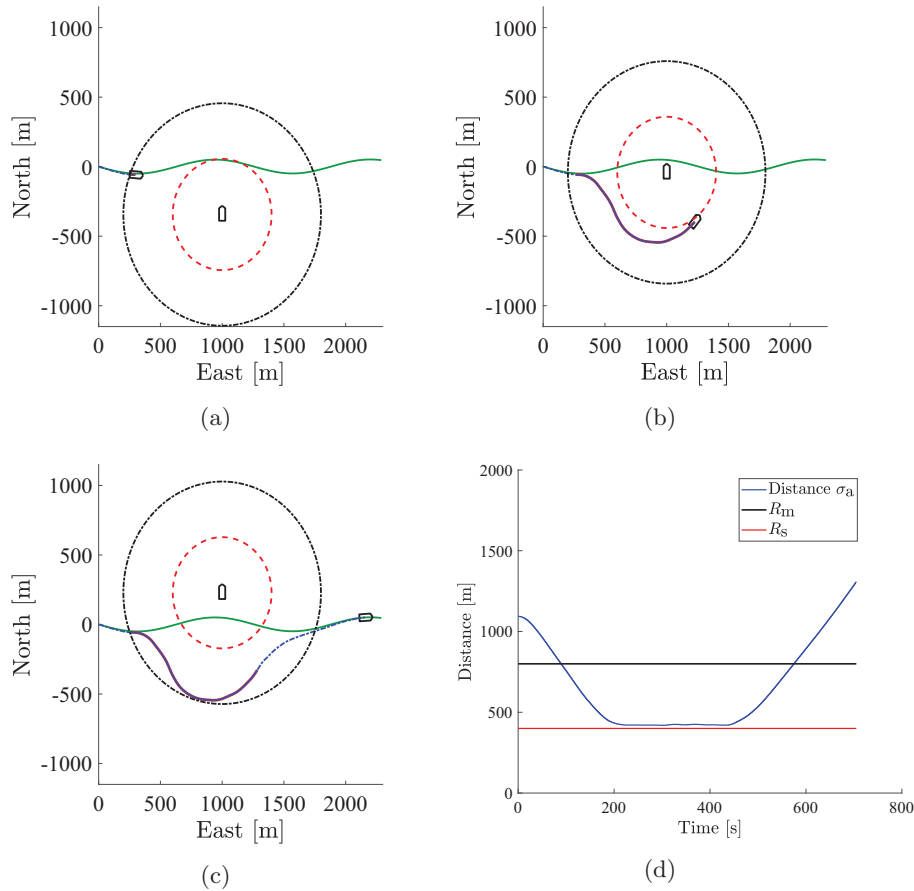 1000
500
0
-500
-1000
North [m]
0 500 1000 1500 2000
East [m]
(a)
1000
500
0
-500
-1000
North [m]
0 500 1000 1500 2000
East [m]
(b)
1000
500
0
-500
-1000
North [m]
0 500 1000 1500 2000
East [m]
(c)
2000
1500
1000
500
0
Distance [m]
Distance σa
Rm
Rs
0 200 400 600 800
Time [s]
(d)